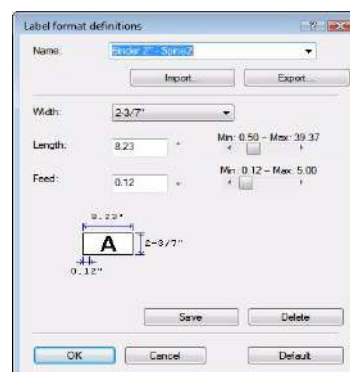 Label format definitions
Name:
Binder 2" - Spine2
Import...
Export...
Width:
2-3/7"
Length:
8.23
"
Min: 0.50 - Max: 39.37
Feed:
0.12
"
Min: 0.12 - Max: 5.00
8.23"
A
2-3/7"
0.12"
Save
Delete
OK
Cancel
Default